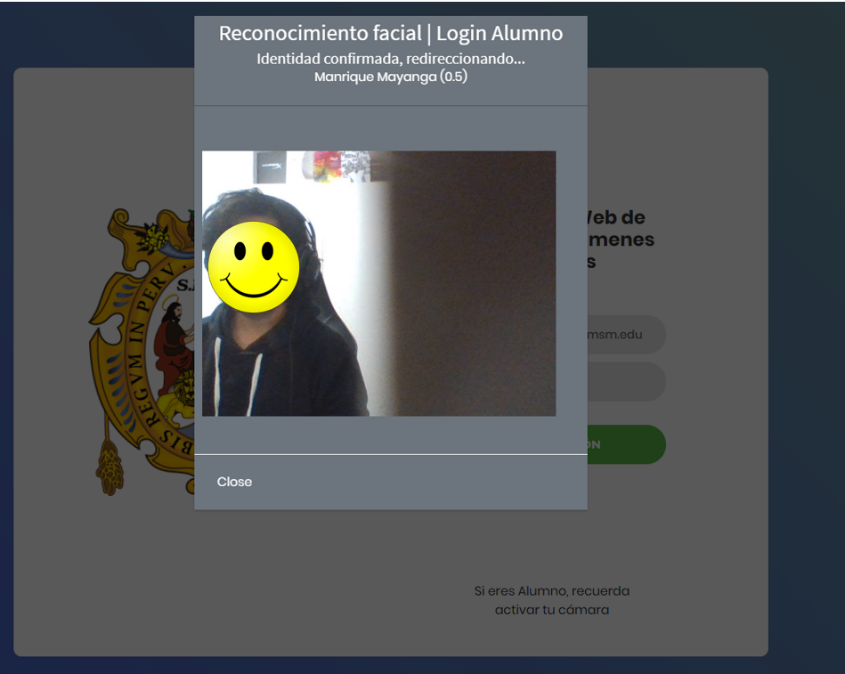 Reconocimiento facial | Login Alumno
Identidad confirmada, redireccionando...
Manrique Mayanga (0.5)
Web de
menes
s
REGVM IN PERV
S.
BIS
msm.edu
ON
Close
Si eres Alumno, recuerda
activar tu cámara